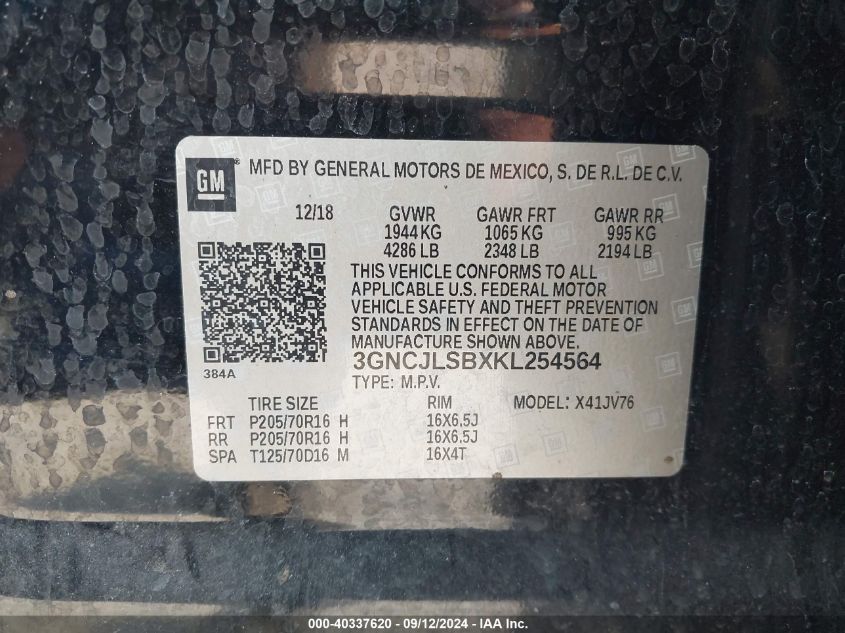 GM MFD BY GENERAL MOTORS DE MEXICO, S. DE R.L. DE C.V.
12/18 GVWR GAWR FRT GAWR RR
1944 KG 1065 KG 995 KG
4286 LB 2348 LB 2194 LB
THIS VEHICLE CONFORMS TO ALL
APPLICABLE U.S. FEDERAL MOTOR
VEHICLE SAFETY AND THEFT PREVENTION
STANDARDS IN EFFECT ON THE DATE OF
MANUFACTURE SHOWN ABOVE.
384A 3GNCJLSBXKL254564
TYPE: M.P.V.
TIRE SIZE RIM MODEL: X41JV76
FRT P205/70R16 H 16X6.5J
RR P205/70R16 H 16X6.5J
SPA T125/70D16 M 16X4T
000-40337620 - 09/12/2024 - IAA Inc.